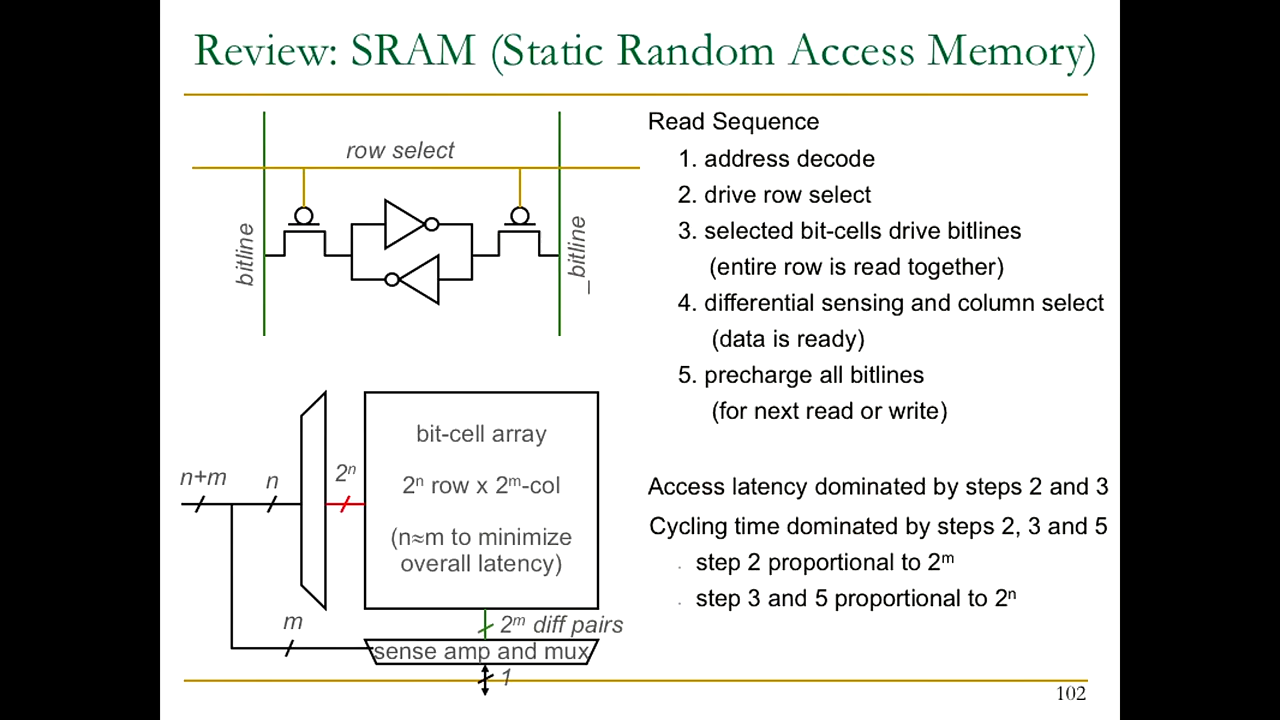 Review: SRAM (Static Random Access Memory)
row select
bitline
_bitline
Read Sequence
1. address decode
2. drive row select
3. selected bit-cells drive bitlines
(entire row is read together)
4. differential sensing and column select
(data is ready)
5. precharge all bitlines
(for next read or write)
n+m
n
2ⁿ
bit-cell array
2ⁿ row x 2ᵐ-col
(n≈m to minimize
overall latency)
m
2ᵐ diff pairs
sense amp and mux
1
Access latency dominated by steps 2 and 3
Cycling time dominated by steps 2, 3 and 5
. step 2 proportional to 2ᵐ
. step 3 and 5 proportional to 2ⁿ
102